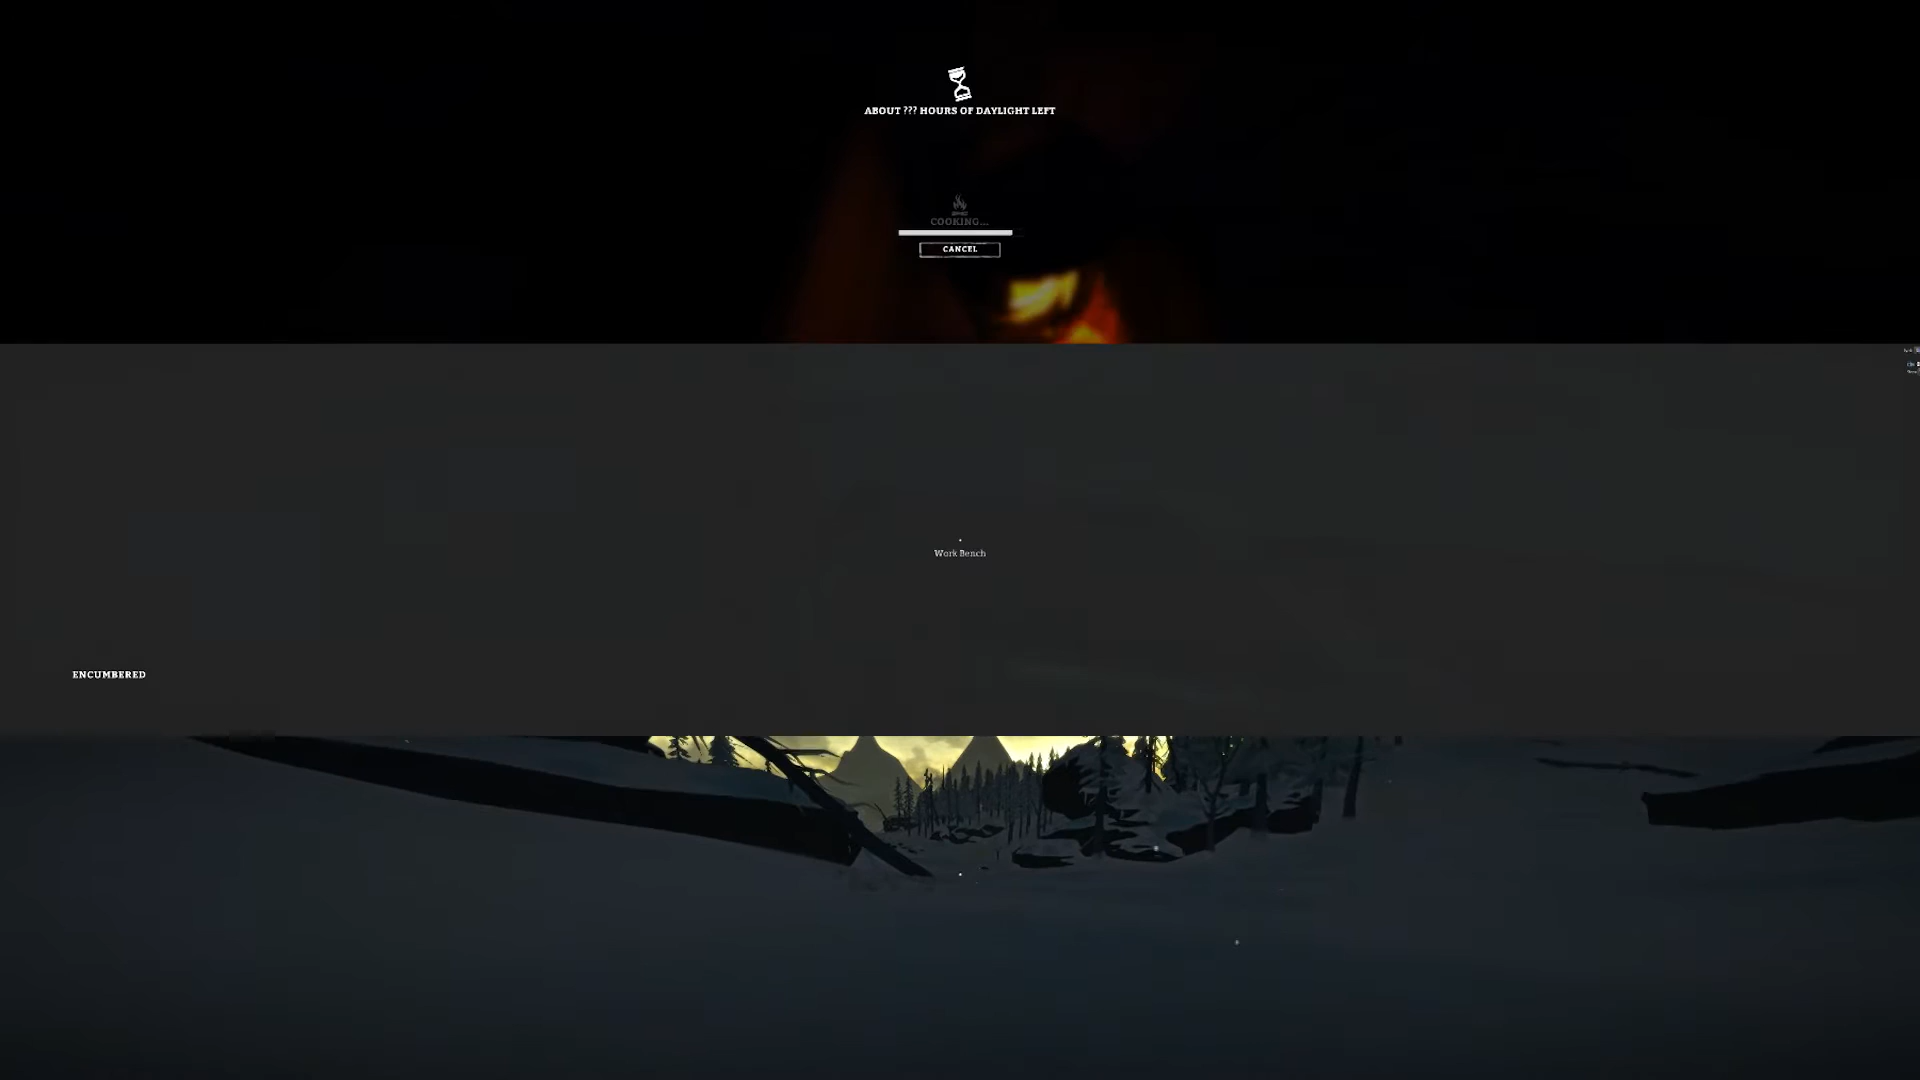 ABOUT ??? HOURS OF DAYLIGHT LEFT
COOKING...
CANCEL
Work Bench
ENCUMBERED